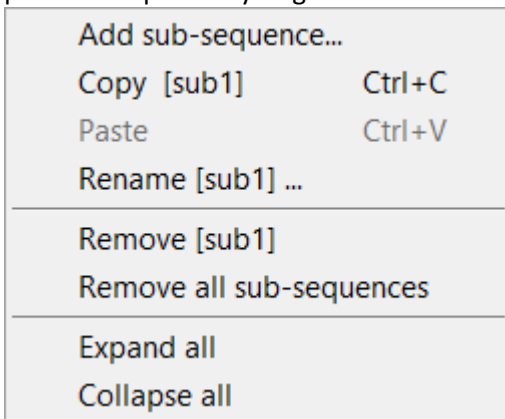 Add sub-sequence...
Copy [sub1] Ctrl+C
Paste Ctrl+V
Rename [sub1] ...
Remove [sub1]
Remove all sub-sequences
Expand all
Collapse all